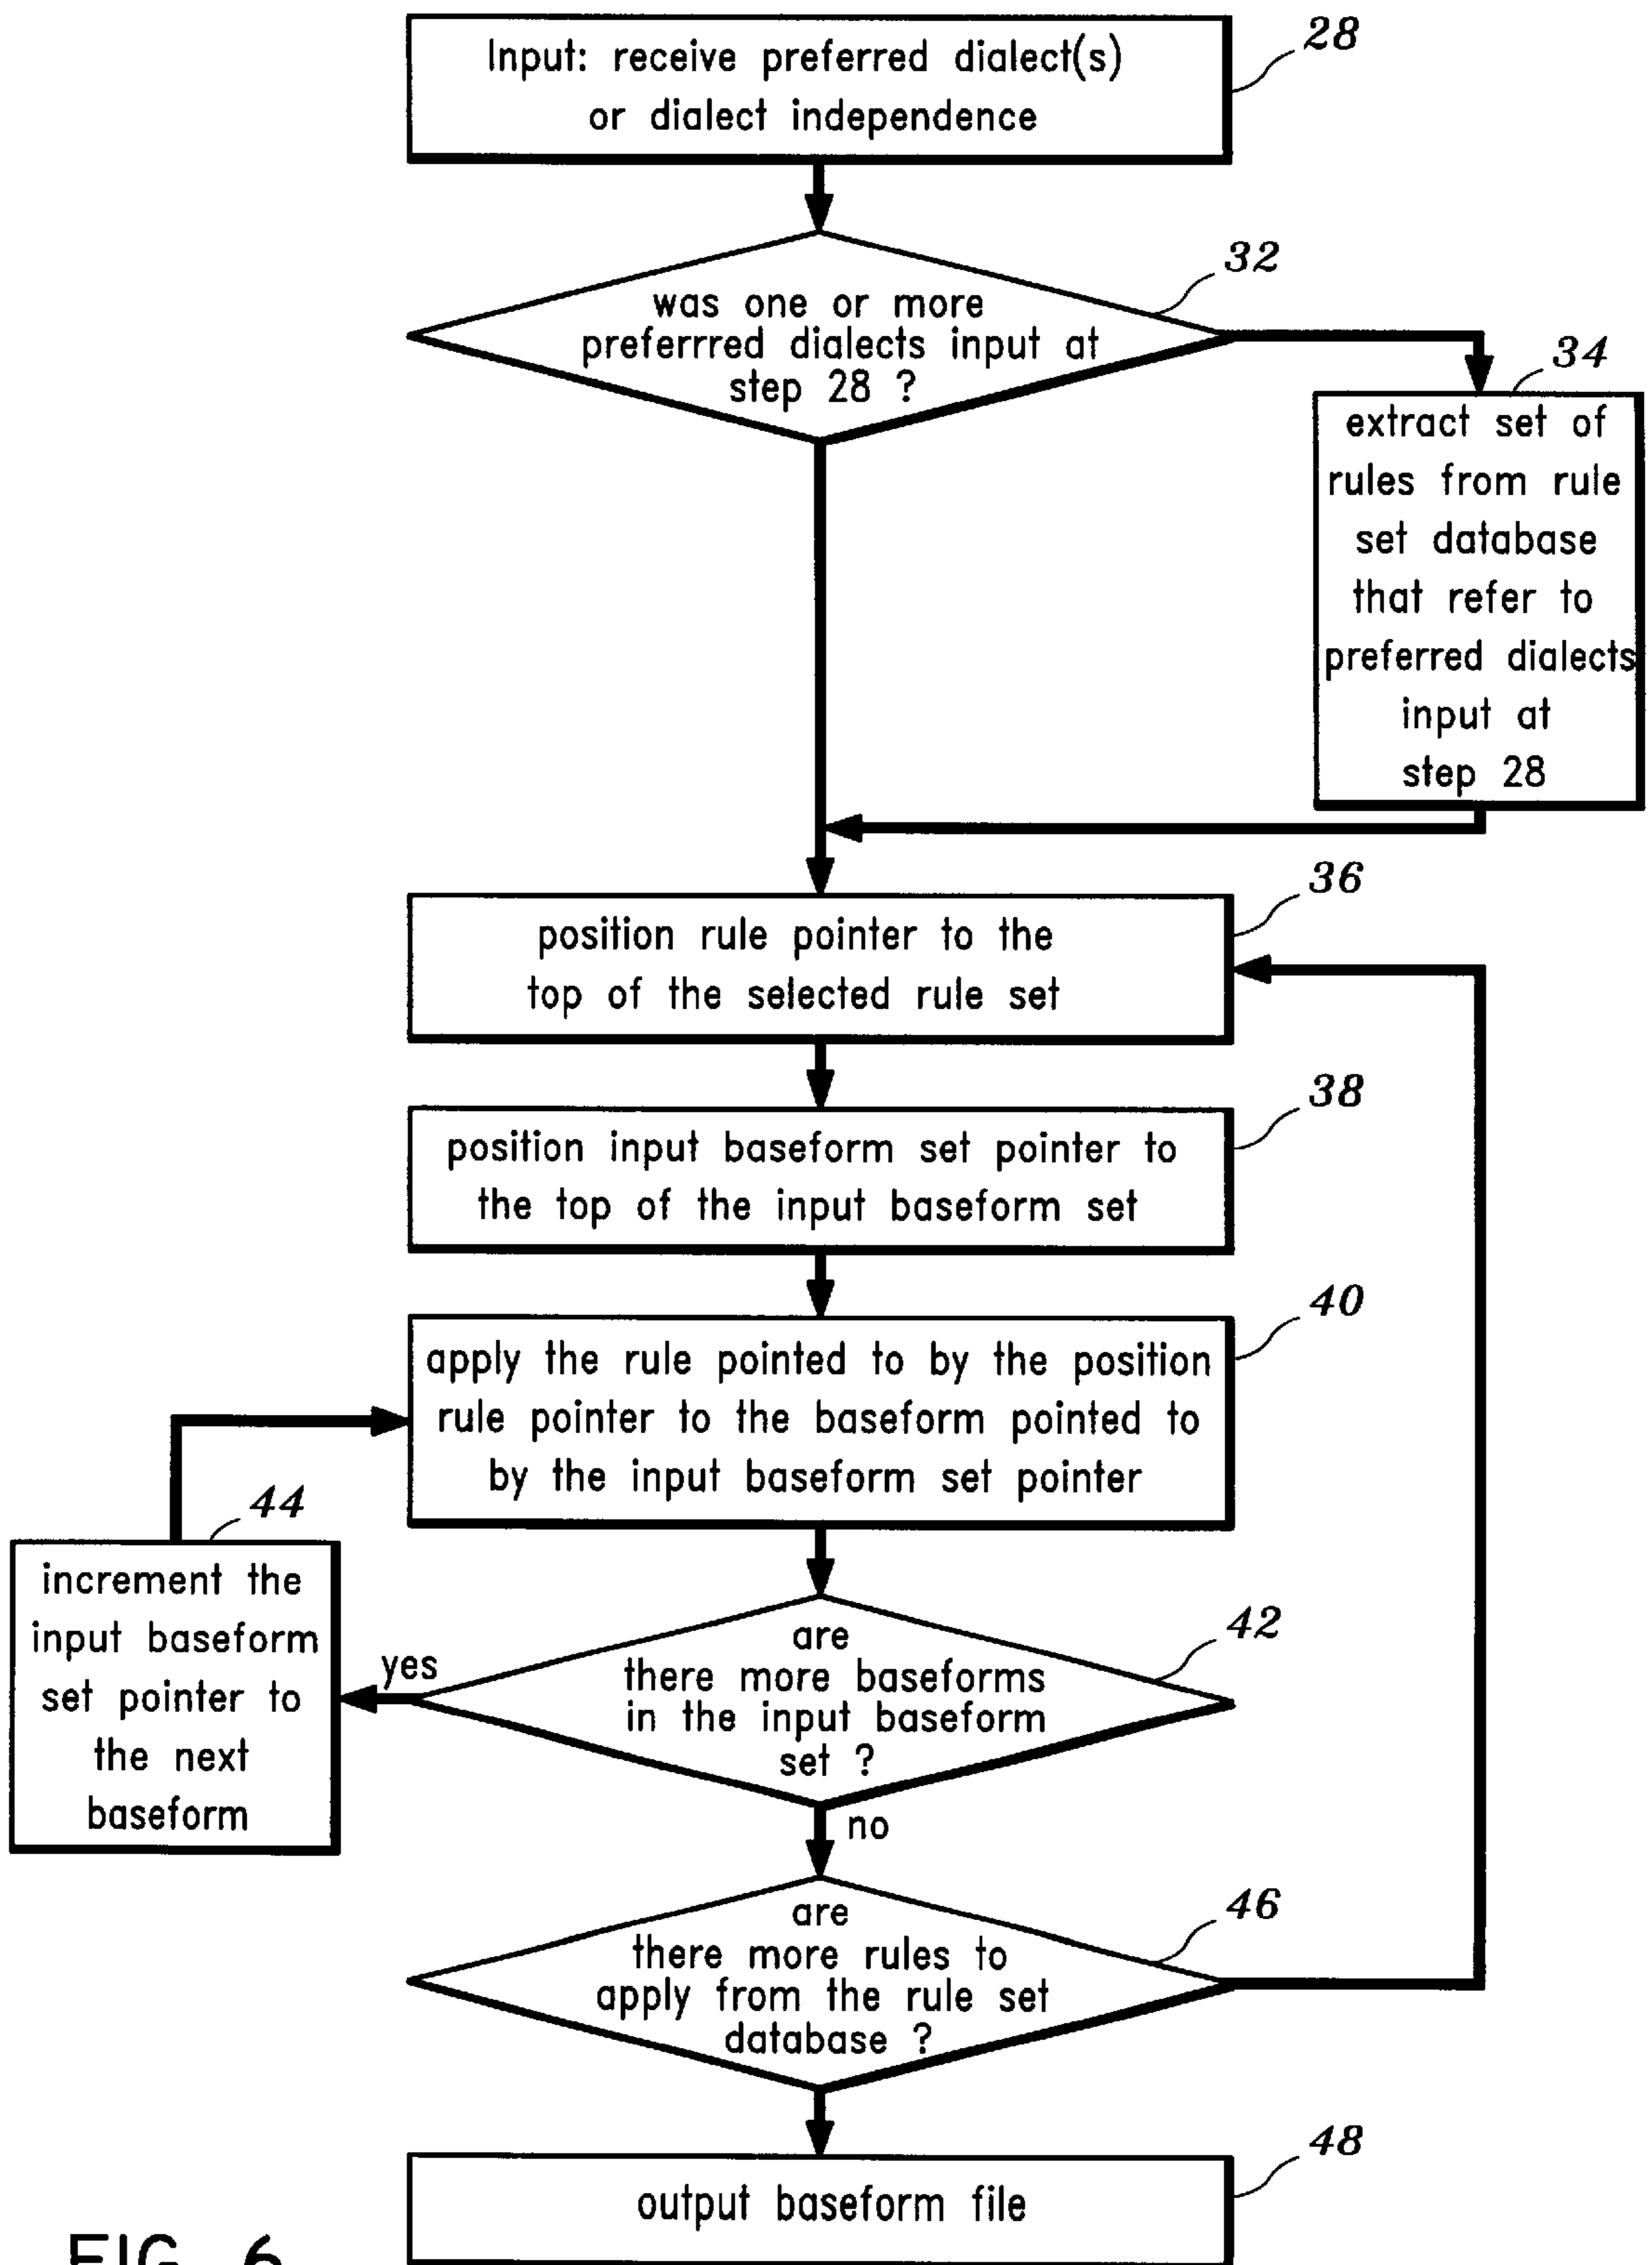 Input: receive preferred dialect(s)
or dialect independence
28
was one or more
preferrred dialects input at
step 28 ?
32
extract set of
rules from rule
set database
that refer to
preferred dialects
input at
step 28
34
position rule pointer to the
top of the selected rule set
36
position input baseform set pointer to
the top of the input baseform set
38
apply the rule pointed to by the position
rule pointer to the baseform pointed to
by the input baseform set pointer
40
44
increment the
input baseform
set pointer to
the next
baseform
yes
are
there more baseforms
in the input baseform
set ?
42
no
are
there more rules to
apply from the rule set
database ?
46
output baseform file
48
FIG. 6